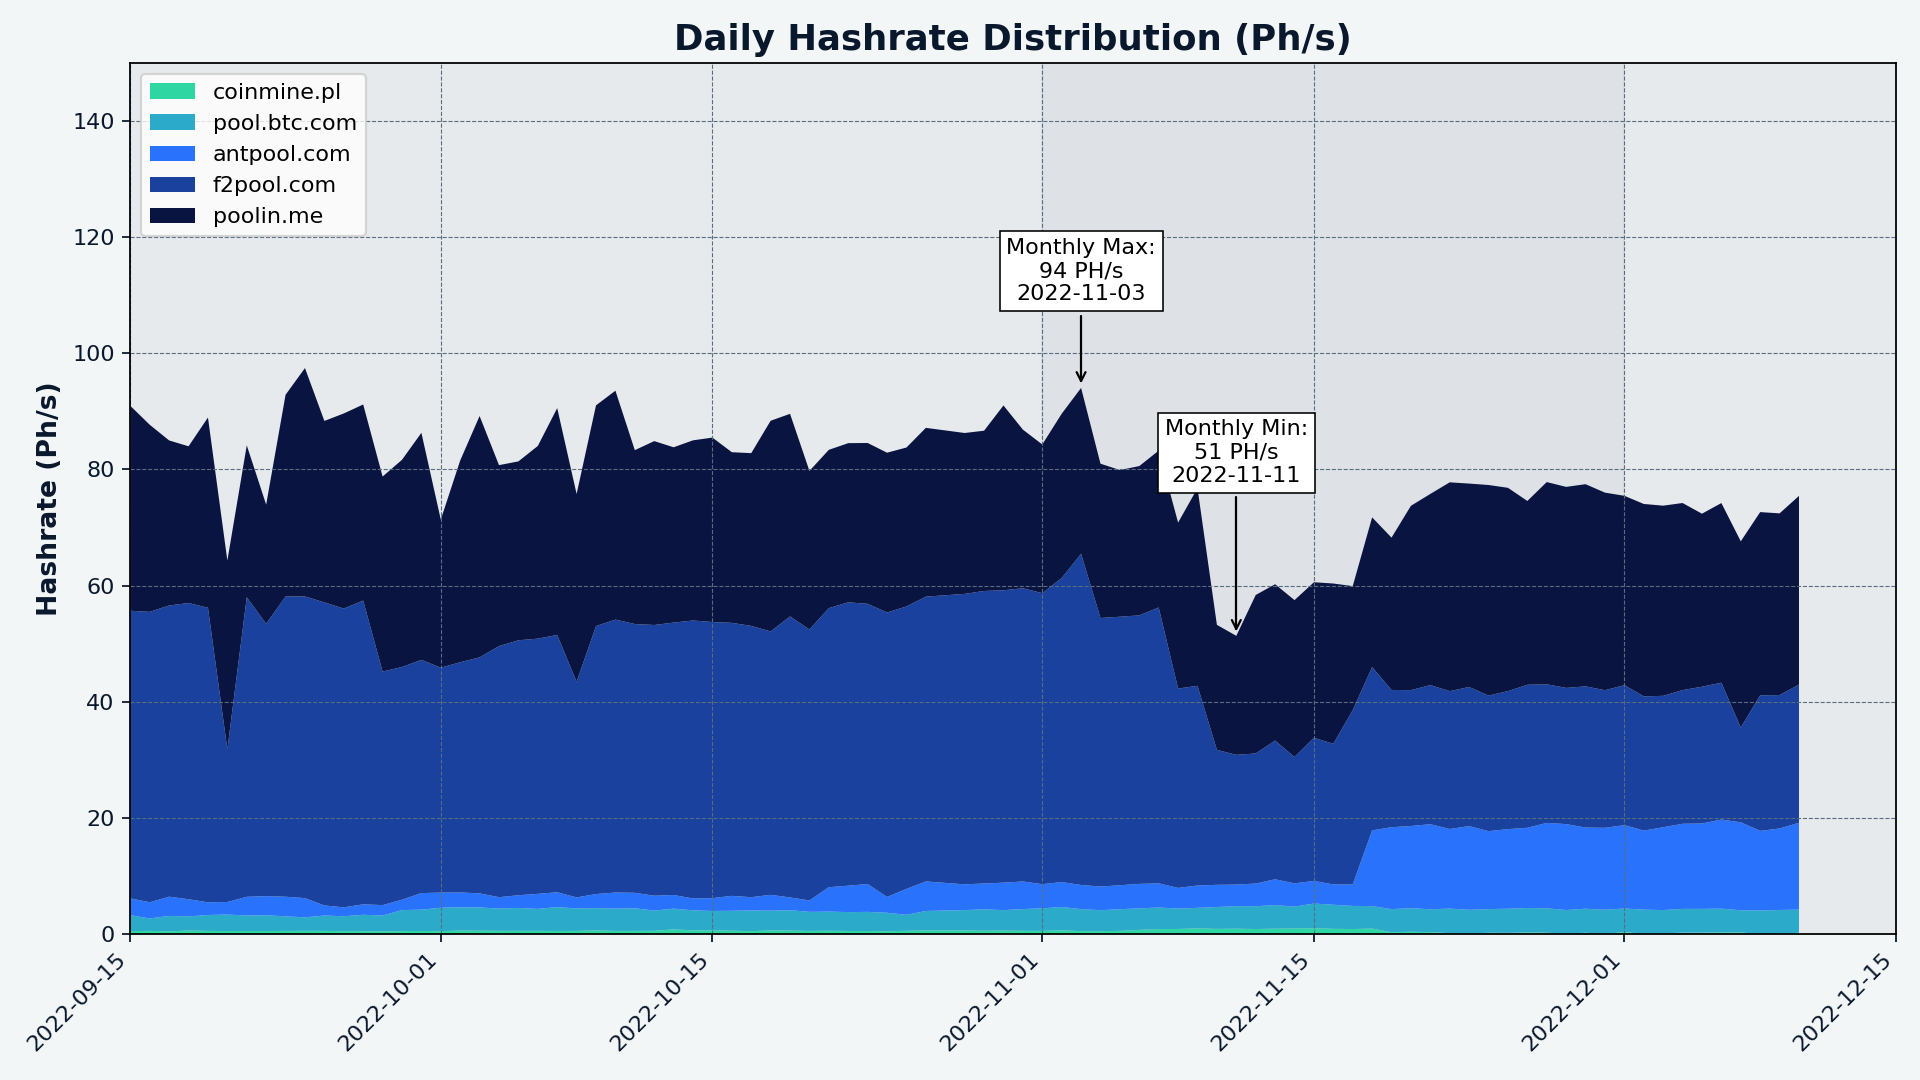 Daily Hashrate Distribution (Ph/s)
coinmine.pl
pool.btc.com
antpool.com
f2pool.com
poolin.me
Hashrate (Ph/s)
140
120
100
80
60
40
20
0
Monthly Max:
94 PH/s
2022-11-03
Monthly Min:
51 PH/s
2022-11-11
2022-09-15
2022-10-01
2022-10-15
2022-11-01
2022-11-15
2022-12-01
2022-12-15